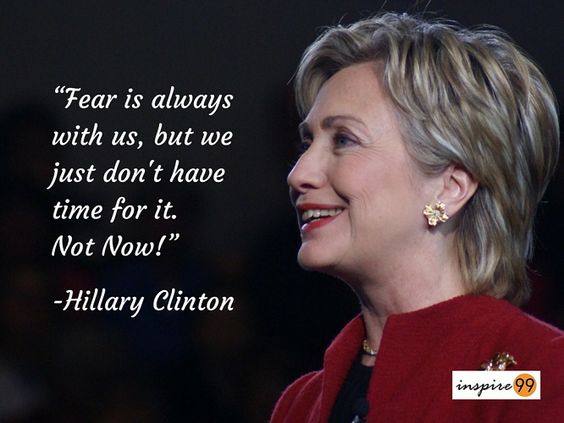 “Fear is always
with us, but we
just don't have
time for it.
Not Now!”
-Hillary Clinton
inspire99